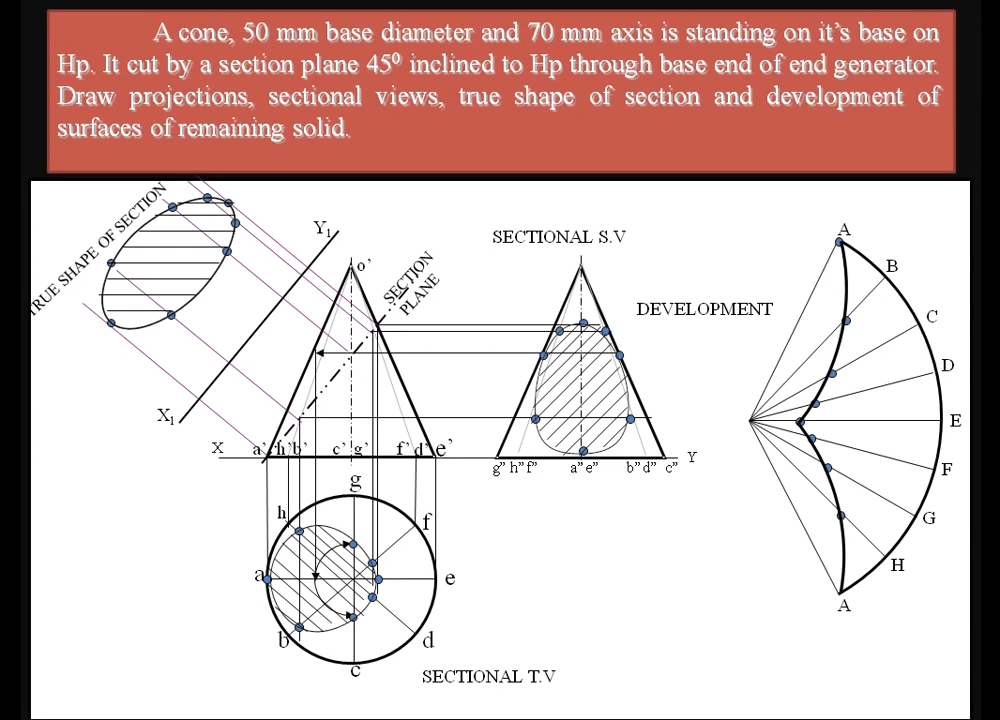 A cone, 50 mm base diameter and 70 mm axis is standing on it's base on
Hp. It cut by a section plane 45⁰ inclined to Hp through base end of end generator.
Draw projections, sectional views, true shape of section and development of
surfaces of remaining solid.
TRUE SHAPE OF SECTION
Y₁
X₁
o'
SECTION
PLANE
SECTIONAL S.V
DEVELOPMENT
A
B
C
D
E
F
G
H
A
X
a' h' b' c' g' f' d' e'
g" h" f" a" e" b" d" c"
Y
g
h
f
a
e
b
d
c
SECTIONAL T.V